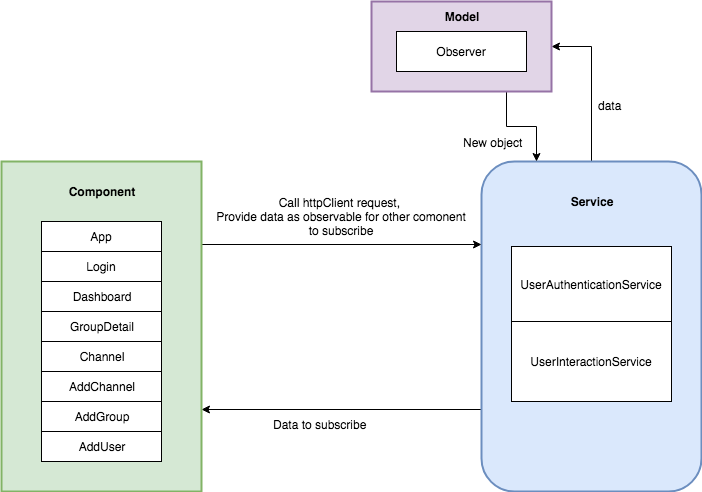 Model
Observer
data
New object
Component
App
Login
Dashboard
GroupDetail
Channel
AddChannel
AddGroup
AddUser
Call httpClient request,
Provide data as observable for other comonent
to subscribe
Data to subscribe
Service
UserAuthenticationService
UserInteractionService